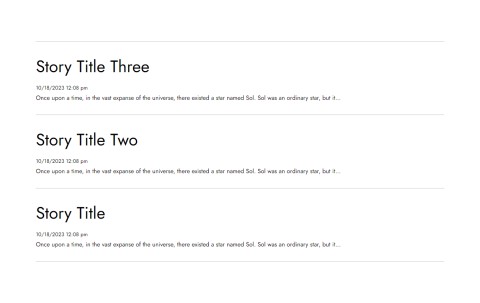 Story Title Three
10/18/2023 12:08 pm
Once upon a time, in the vast expanse of the universe, there existed a star named Sol. Sol was an ordinary star, but it...
Story Title Two
10/18/2023 12:08 pm
Once upon a time, in the vast expanse of the universe, there existed a star named Sol. Sol was an ordinary star, but it...
Story Title
10/18/2023 12:08 pm
Once upon a time, in the vast expanse of the universe, there existed a star named Sol. Sol was an ordinary star, but it...